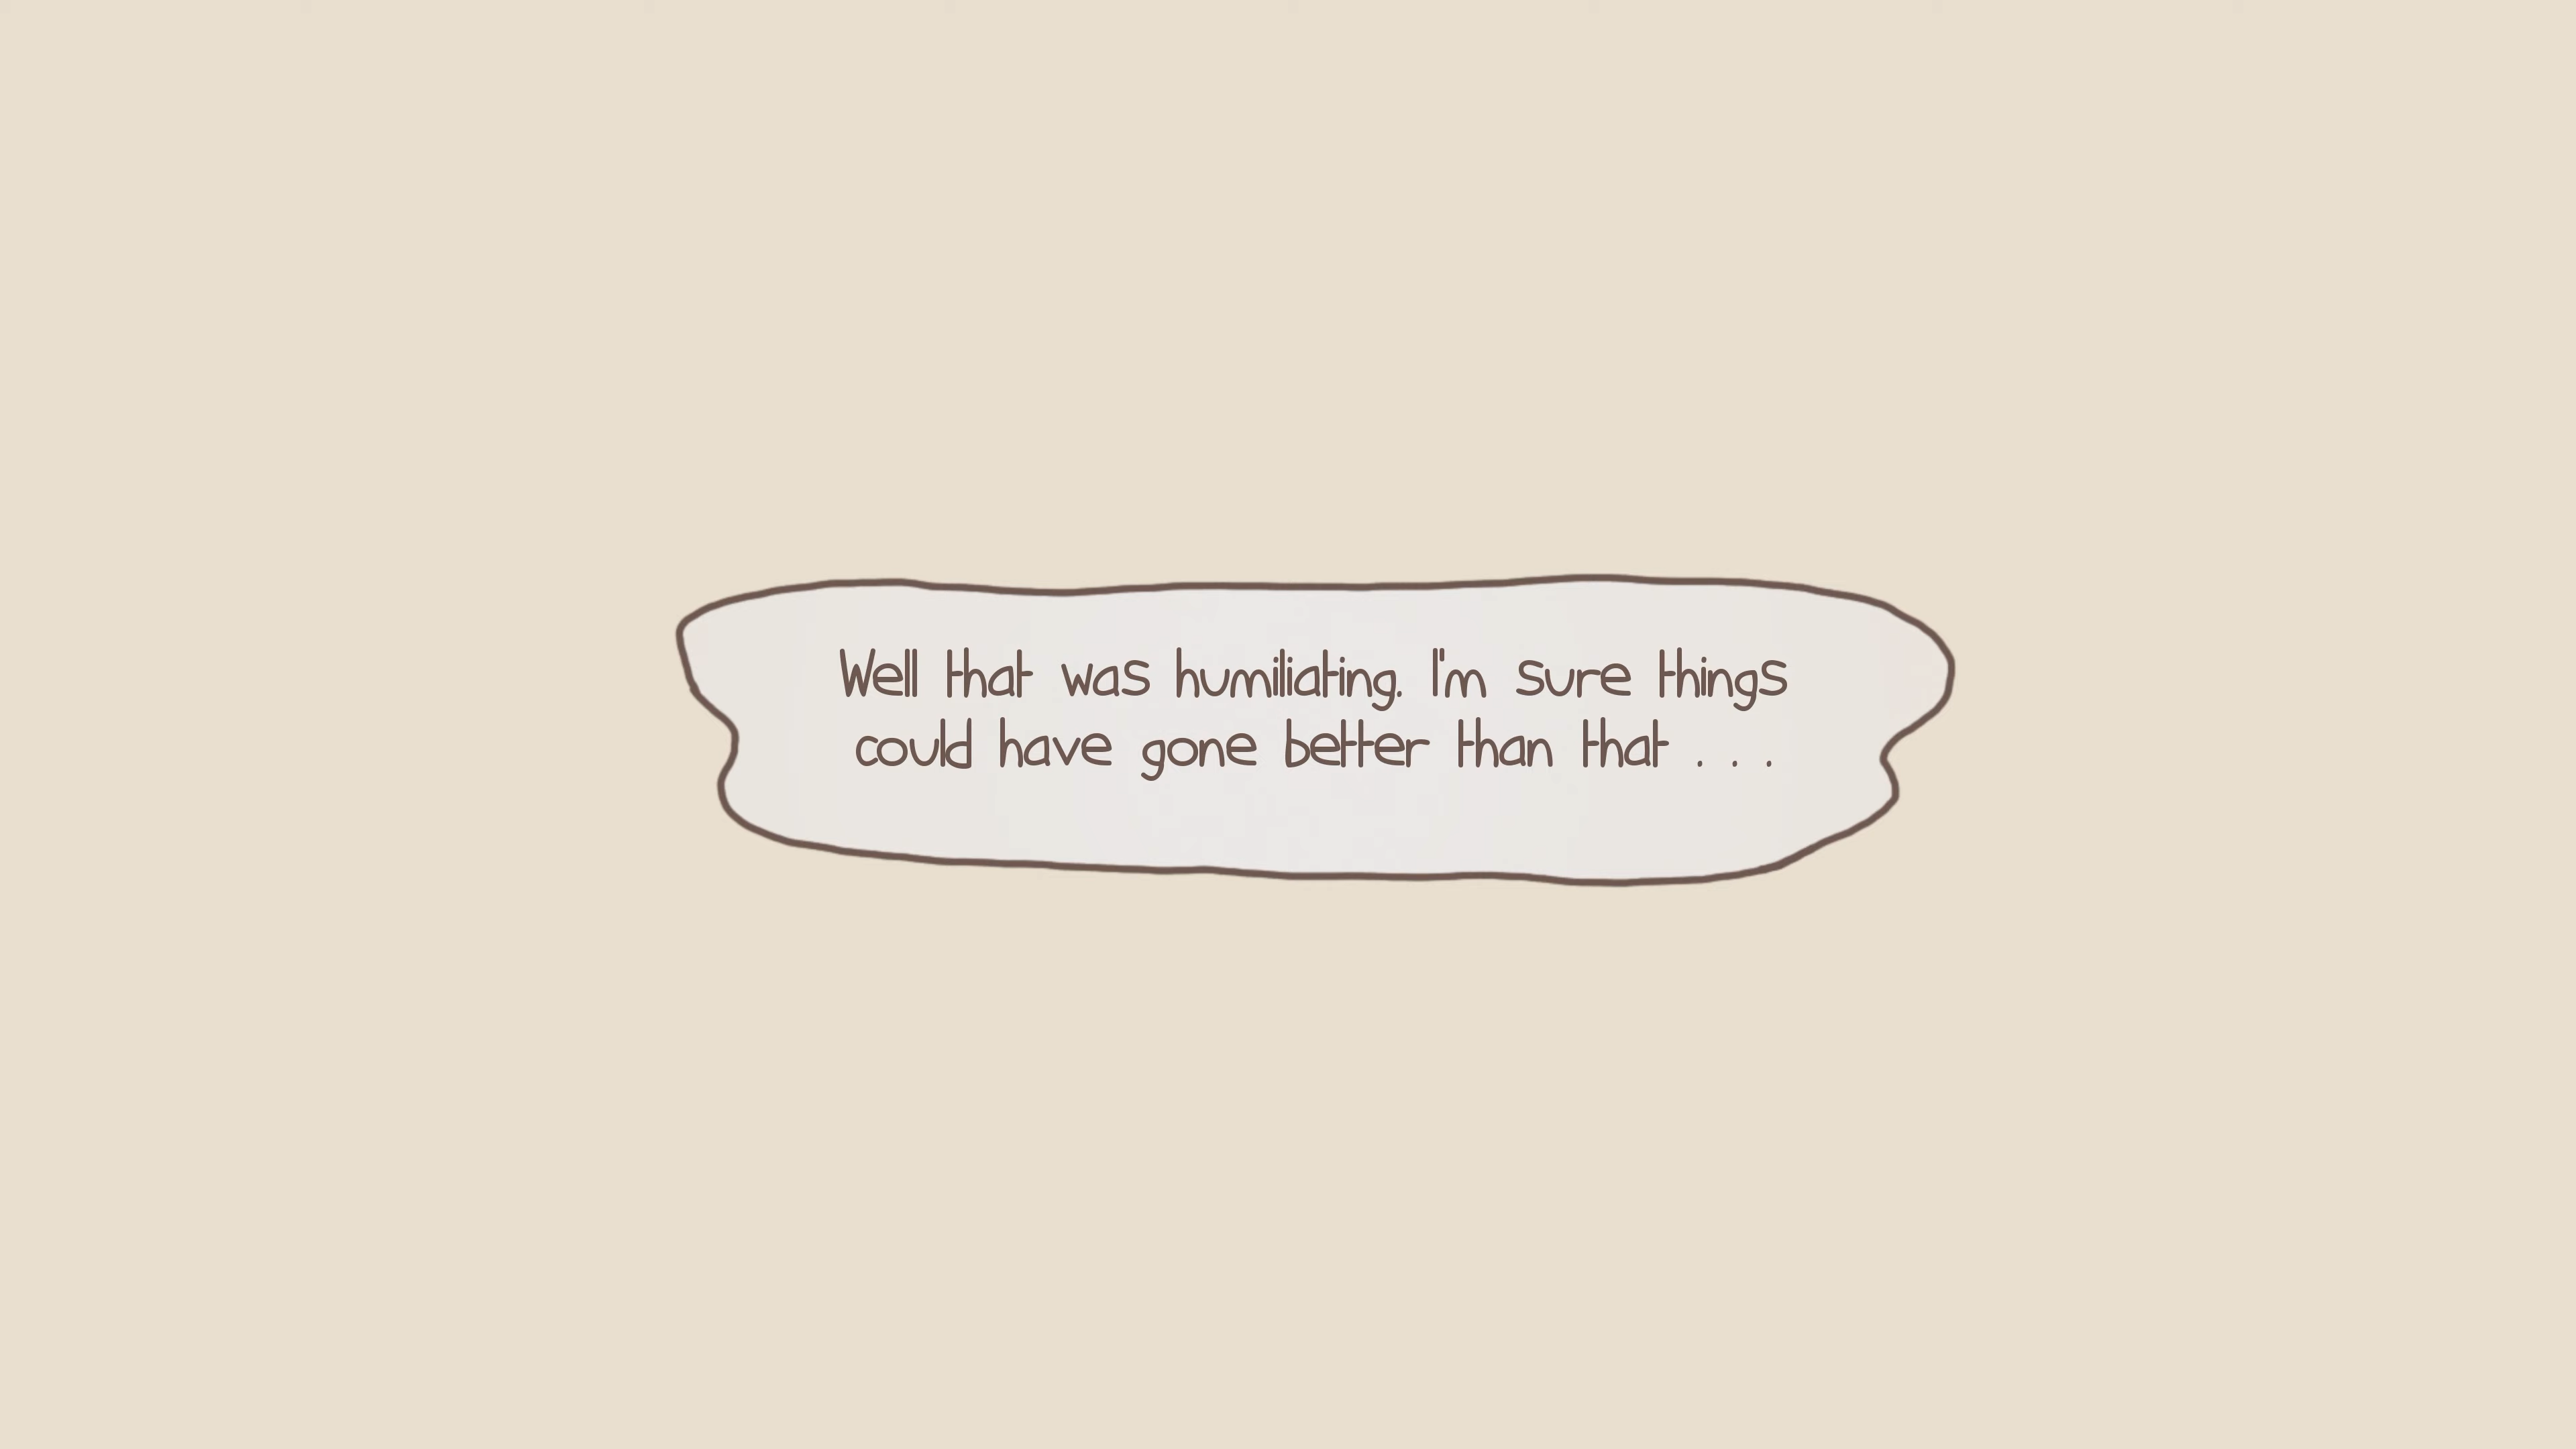 Well that was humiliating. I'm sure things
could have gone better than that . . .